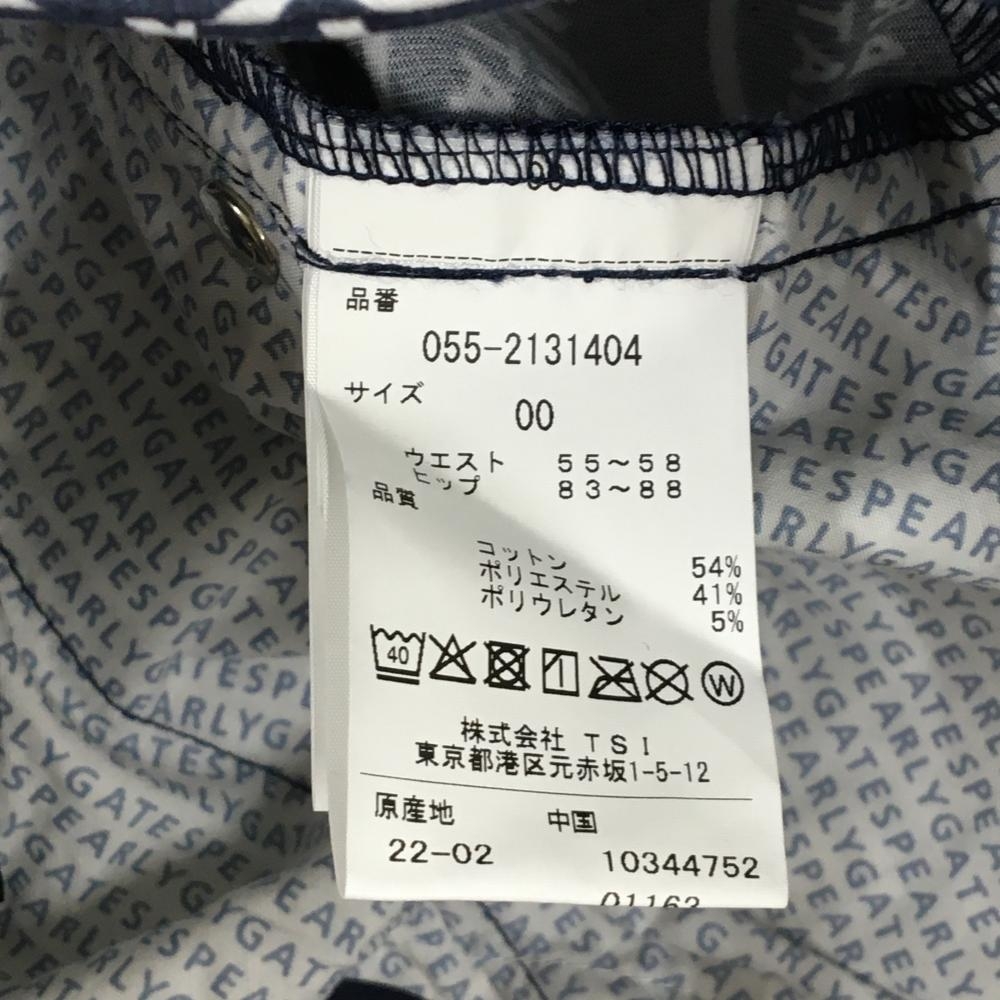 品番
055-2131404
サイズ
00
ウエスト 55～58
ヒップ 83～88
品質
コットン 54%
ポリエステル 41%
ポリウレタン 5%
40
W
株式会社 TSI
東京都港区元赤坂1-5-12
原産地 中国
22-02 10344752
PEARLYGATES